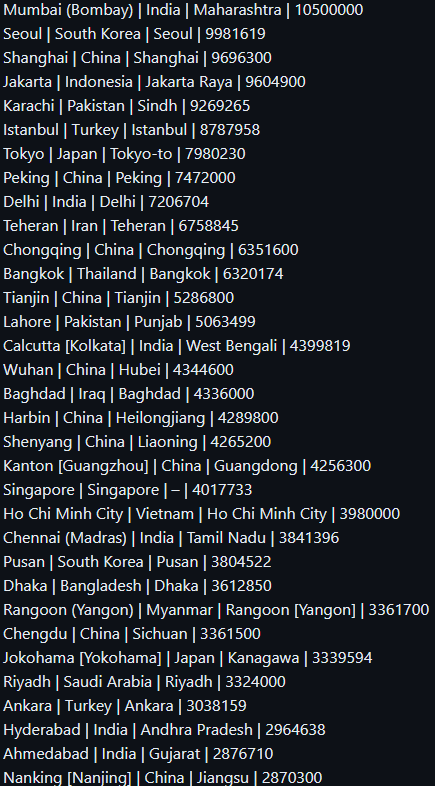 Mumbai (Bombay) | India | Maharashtra | 10500000
Seoul | South Korea | Seoul | 9981619
Shanghai | China | Shanghai | 9696300
Jakarta | Indonesia | Jakarta Raya | 9604900
Karachi | Pakistan | Sindh | 9269265
Istanbul | Turkey | Istanbul | 8787958
Tokyo | Japan | Tokyo-to | 7980230
Peking | China | Peking | 7472000
Delhi | India | Delhi | 7206704
Teheran | Iran | Teheran | 6758845
Chongqing | China | Chongqing | 6351600
Bangkok | Thailand | Bangkok | 6320174
Tianjin | China | Tianjin | 5286800
Lahore | Pakistan | Punjab | 5063499
Calcutta [Kolkata] | India | West Bengali | 4399819
Wuhan | China | Hubei | 4344600
Baghdad | Iraq | Baghdad | 4336000
Harbin | China | Heilongjiang | 4289800
Shenyang | China | Liaoning | 4265200
Kanton [Guangzhou] | China | Guangdong | 4256300
Singapore | Singapore | – | 4017733
Ho Chi Minh City | Vietnam | Ho Chi Minh City | 3980000
Chennai (Madras) | India | Tamil Nadu | 3841396
Pusan | South Korea | Pusan | 3804522
Dhaka | Bangladesh | Dhaka | 3612850
Rangoon (Yangon) | Myanmar | Rangoon [Yangon] | 3361700
Chengdu | China | Sichuan | 3361500
Jokohama [Yokohama] | Japan | Kanagawa | 3339594
Riyadh | Saudi Arabia | Riyadh | 3324000
Ankara | Turkey | Ankara | 3038159
Hyderabad | India | Andhra Pradesh | 2964638
Ahmedabad | India | Gujarat | 2876710
Nanking [Nanjing] | China | Jiangsu | 2870300